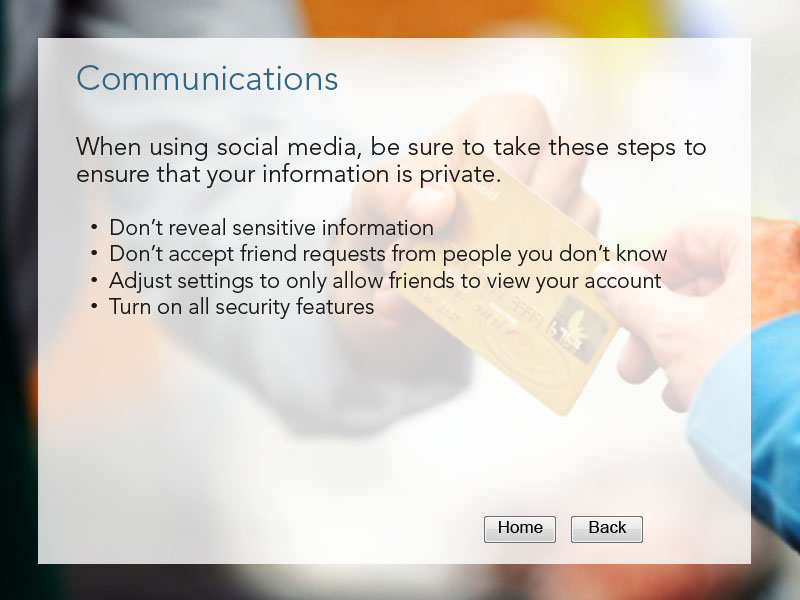 Communications
When using social media, be sure to take these steps to
ensure that your information is private.
• Don’t reveal sensitive information
• Don’t accept friend requests from people you don’t know
• Adjust settings to only allow friends to view your account
• Turn on all security features
Home
Back